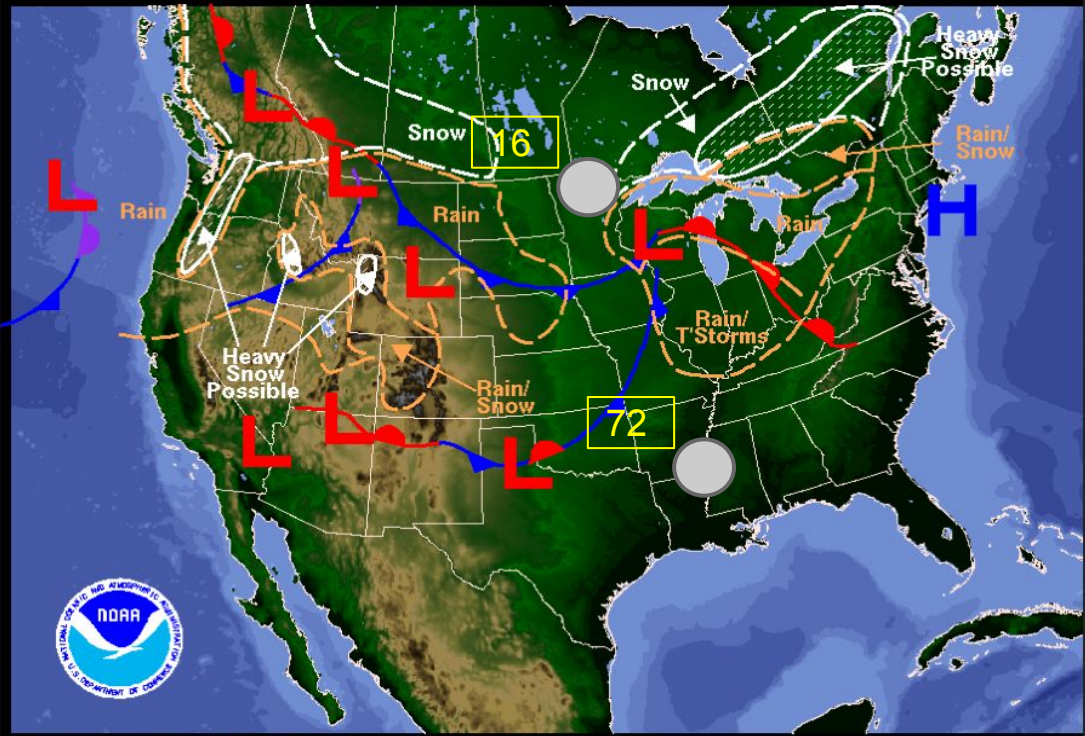 Heavy
Snow
Possible
Snow
Snow
16
Rain/
Snow
L
L
L
Rain
Rain
H
L
Rain
L
Rain/
T'Storms
Heavy
Snow
Possible
Rain/
Snow
L
72
L
L
NOAA
NATIONAL OCEANIC AND ATMOSPHERIC ADMINISTRATION
U.S. DEPARTMENT OF COMMERCE